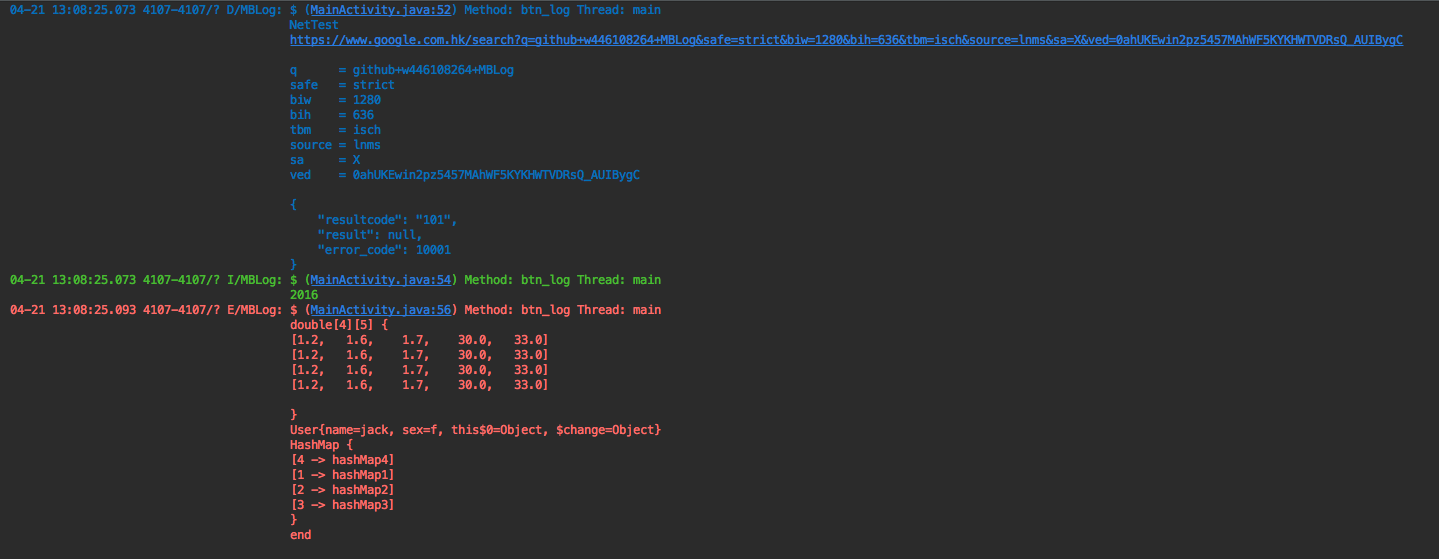 04-21 13:08:25.073 4107-4107/? D/MBLog: $ (MainActivity.java:52) Method: btn_log Thread: main
NetTest
https://www.google.com.hk/search?q=github+w446108264+MBLog&safe=strict&biw=1280&bih=636&tbm=isch&source=lnms&sa=X&ved=0ahUKEwin2pz5457MAhWF5KYKHWTVDRsQ_AUIBygC
q = github+w446108264+MBLog
safe = strict
biw = 1280
bih = 636
tbm = isch
source = lnms
sa = X
ved = 0ahUKEwin2pz5457MAhWF5KYKHWTVDRsQ_AUIBygC
{
"resultcode": "101",
"result": null,
"error_code": 10001
}
04-21 13:08:25.073 4107-4107/? I/MBLog: $ (MainActivity.java:54) Method: btn_log Thread: main
2016
04-21 13:08:25.093 4107-4107/? E/MBLog: $ (MainActivity.java:56) Method: btn_log Thread: main
double[4][5] {
[1.2, 1.6, 1.7, 30.0, 33.0]
[1.2, 1.6, 1.7, 30.0, 33.0]
[1.2, 1.6, 1.7, 30.0, 33.0]
[1.2, 1.6, 1.7, 30.0, 33.0]
}
User{name=jack, sex=f, this$0=Object, $change=Object}
HashMap {
[4 -> hashMap4]
[1 -> hashMap1]
[2 -> hashMap2]
[3 -> hashMap3]
}
end